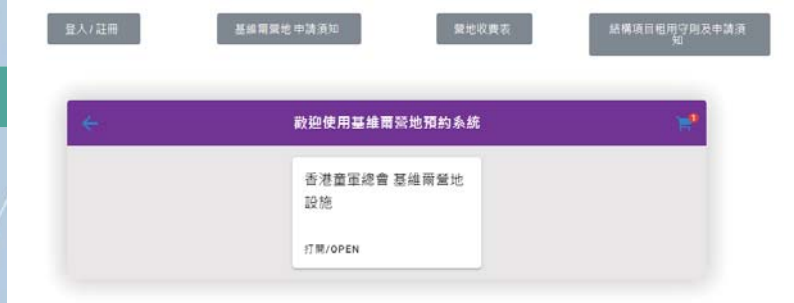 登入/註冊
基維爾營地 申請須知
營地收費表
結構項目租用守則及申請須
知
歡迎使用基維爾營地預約系統
1
香港童軍總會 基維爾營地
設施
打開/OPEN